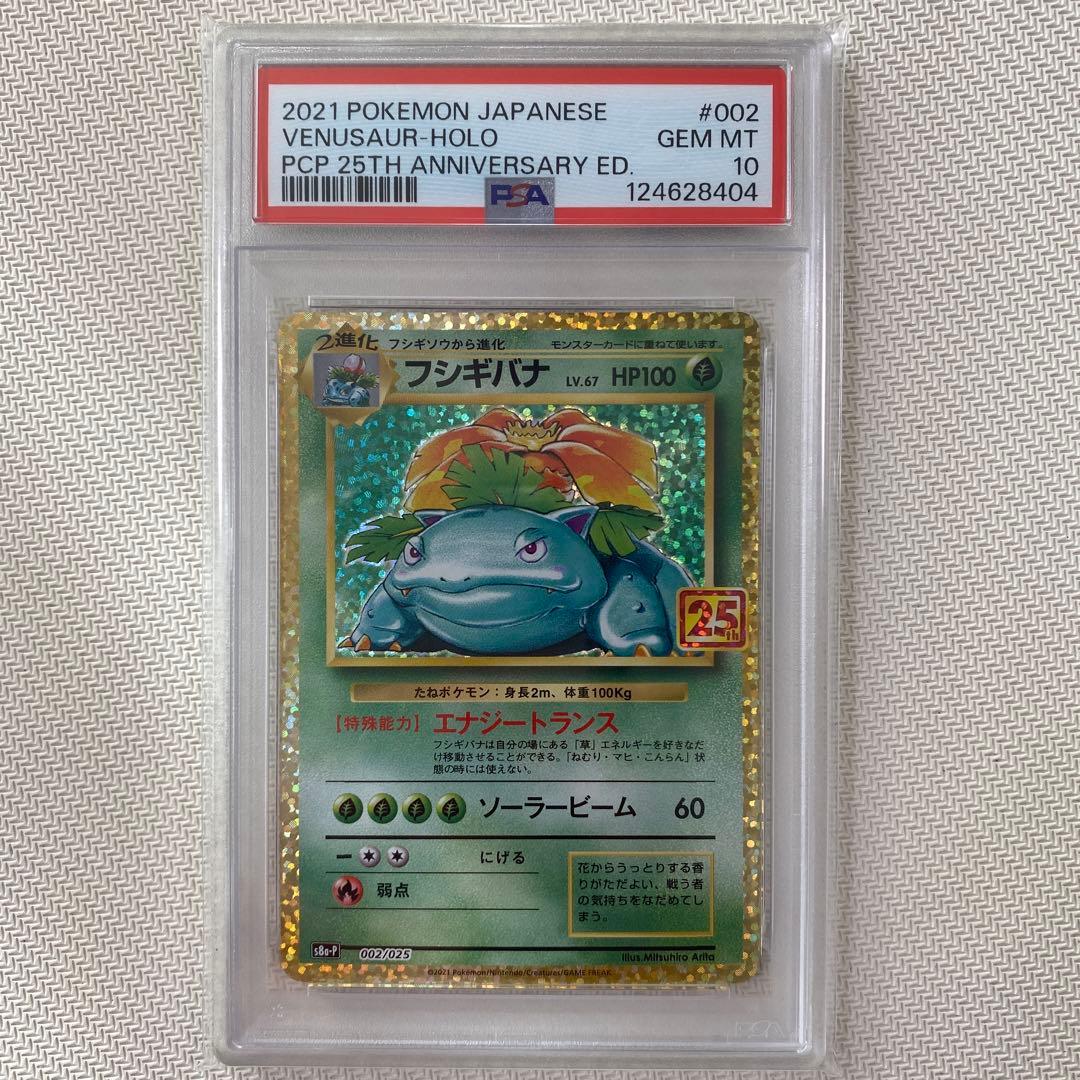 2021 POKEMON JAPANESE #002
VENUSAUR-HOLO GEM MT
PCP 25TH ANNIVERSARY ED. 10
PSA 124628404
2進化 フシギソウから進化 モンスターカードに重ねて使います。
フシギバナ LV.67 HP100
25th
たねポケモン:身長2m、体重100Kg
【特殊能力】エナジートランス
フシギバナは自分の場にある「草」エネルギーを好きなだ
け移動させることができる。「ねむり・マヒ・こんらん」状
態の時には使えない。
ソーラービーム 60
ー にげる
弱点
花からうっとりする香
りがただよい、戦う者
の気持ちをなだめてし
まう。
s8a-P 002/025 Illus.Mitsuhiro Arita
©2021 Pokémon/Nintendo/Creatures/GAME FREAK
PSA